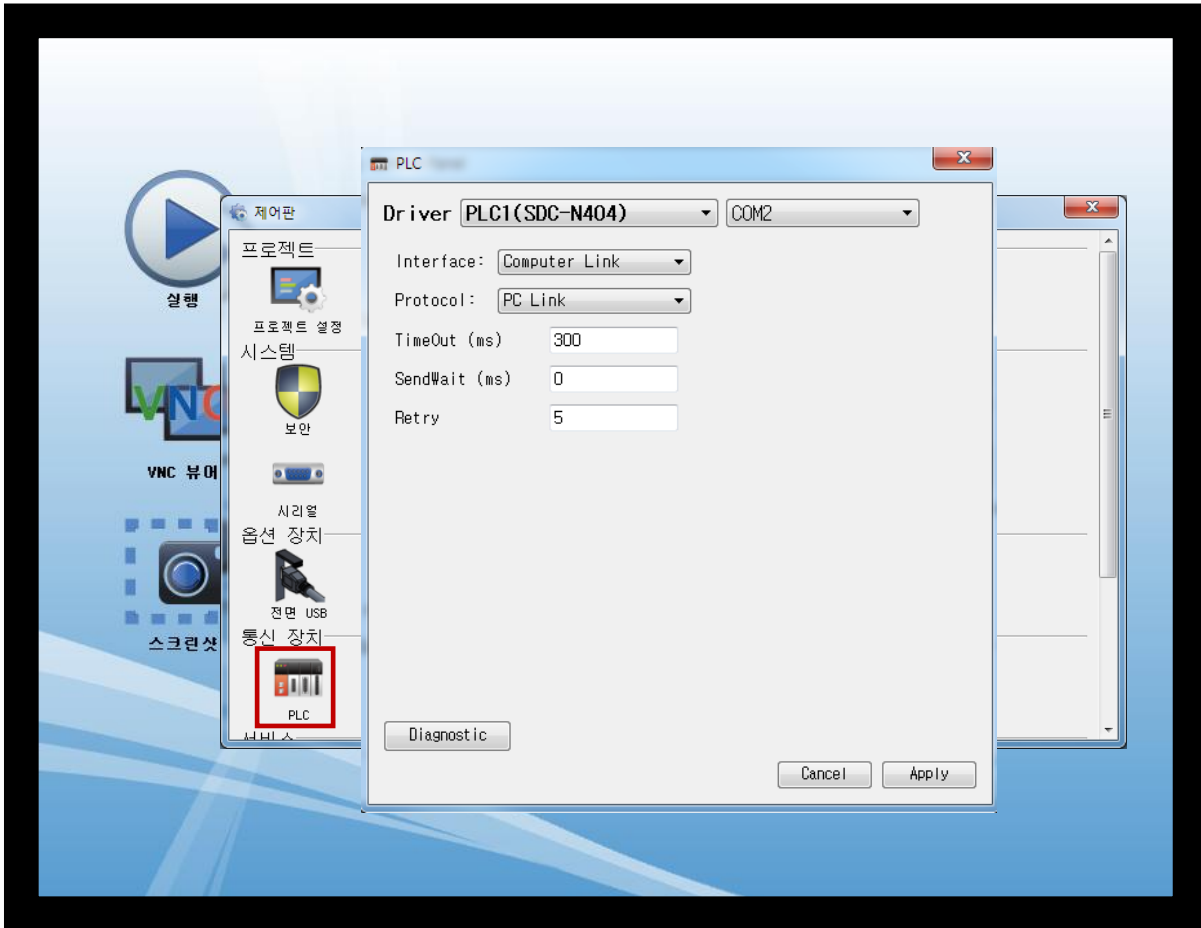 실행
VNC 뷰어
스크린샷
제어판
프로젝트
프로젝트 설정
시스템
보안
시리얼
옵션 장치
전면 USB
통신 장치
PLC
서비스
PLC
Driver PLC1(SDC-N404) COM2
Interface: Computer Link
Protocol: PC Link
TimeOut (ms) 300
SendWait (ms) 0
Retry 5
Diagnostic
Cancel Apply